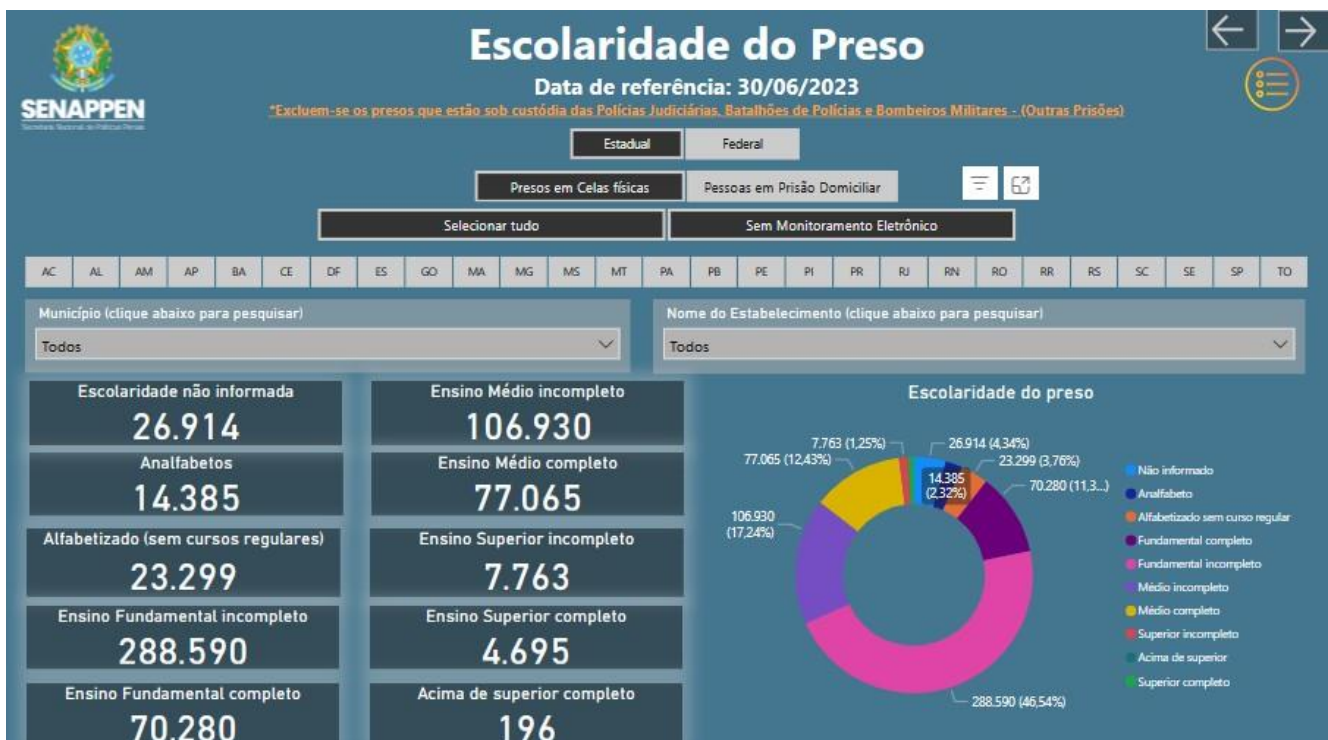 Escolaridade do Preso
Data de referência: 30/06/2023
*Excluem-se os presos que estão sob custódia das Polícias Judiciárias, Batalhões de Polícias e Bombeiros Militares - (Outras Prisões)
SENAPPEN
Secretaria Nacional de Políticas Penais
Estadual Federal
Presos em Celas físicas Pessoas em Prisão Domiciliar
Selecionar tudo Sem Monitoramento Eletrônico
AC AL AM AP BA CE DF ES GO MA MG MS MT PA PB PE PI PR RJ RN RO RR RS SC SE SP TO
Município (clique abaixo para pesquisar)
Todos
Nome do Estabelecimento (clique abaixo para pesquisar)
Todos
Escolaridade não informada
26.914
Analfabetos
14.385
Alfabetizado (sem cursos regulares)
23.299
Ensino Fundamental incompleto
288.590
Ensino Fundamental completo
70.280
Ensino Médio incompleto
106.930
Ensino Médio completo
77.065
Ensino Superior incompleto
7.763
Ensino Superior completo
4.695
Acima de superior completo
196
Escolaridade do preso
7.763 (1,25%)
26.914 (4,34%)
77.065 (12,43%)
23.299 (3,76%)
14.385
(2,32%)
70.280 (11,3...)
106.930
(17,24%)
288.590 (46,54%)
Não informado
Analfabeto
Alfabetizado sem curso regular
Fundamental completo
Fundamental incompleto
Médio incompleto
Médio completo
Superior incompleto
Acima de superior
Superior completo